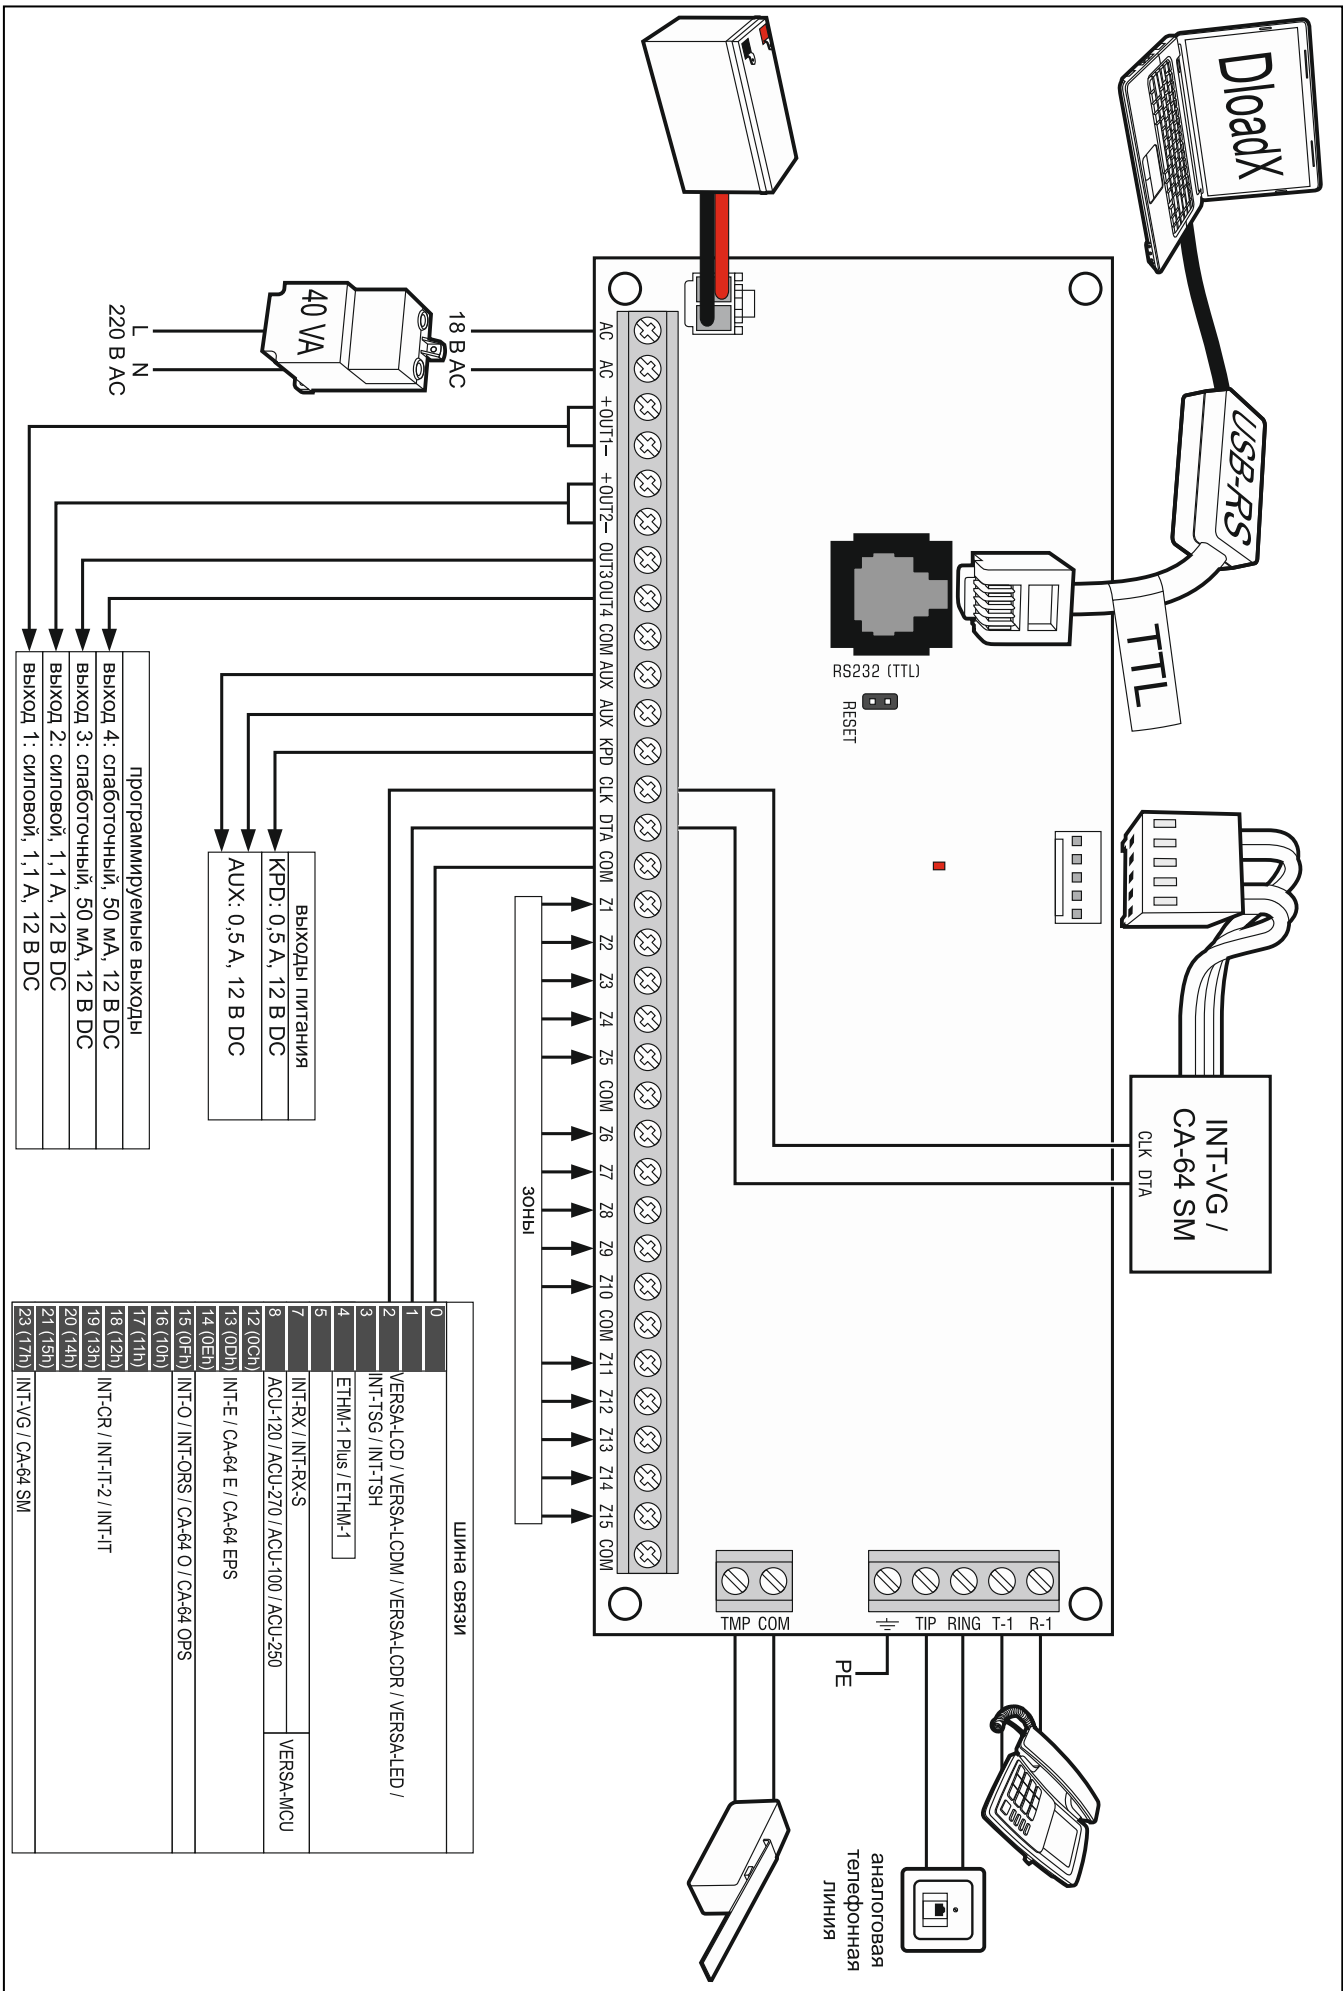 DloadX
USB-RS
TTL
RS232 (TTL)
RESET
INT-VG /
CA-64 SM
CLK DTA
40 VA
18 В AC
L N
220 В AC
AC
AC
+OUT1−
+OUT2−
OUT3
OUT4
COM
AUX
AUX
KPD
CLK
DTA
COM
Z1
Z2
Z3
Z4
Z5
COM
Z6
Z7
Z8
Z9
Z10
COM
Z11
Z12
Z13
Z14
Z15
COM
TMP COM
TIP RING T-1 R-1
PE
аналоговая
телефонная
линия
зоны
программируемые выходы
выход 4: слаботочный, 50 мА, 12 В DC
выход 3: слаботочный, 50 мА, 12 В DC
выход 2: силовой, 1,1 А, 12 В DC
выход 1: силовой, 1,1 А, 12 В DC
выходы питания
KPD: 0,5 А, 12 В DC
AUX: 0,5 А, 12 В DC
шина связи
0
1
2
3
4
5
7
8
12 (0Ch)
13 (0Dh)
14 (0Eh)
15 (0Fh)
16 (10h)
17 (11h)
18 (12h)
19 (13h)
20 (14h)
21 (15h)
23 (17h)
VERSA-LCD / VERSA-LCDM / VERSA-LCDR / VERSA-LED /
INT-TSG / INT-TSH
ETHM-1 Plus / ETHM-1
INT-RX / INT-RX-S
ACU-120 / ACU-270 / ACU-100 / ACU-250
VERSA-MCU
INT-E / CA-64 E / CA-64 EPS
INT-O / INT-ORS / CA-64 O / CA-64 OPS
INT-CR / INT-IT-2 / INT-IT
INT-VG / CA-64 SM